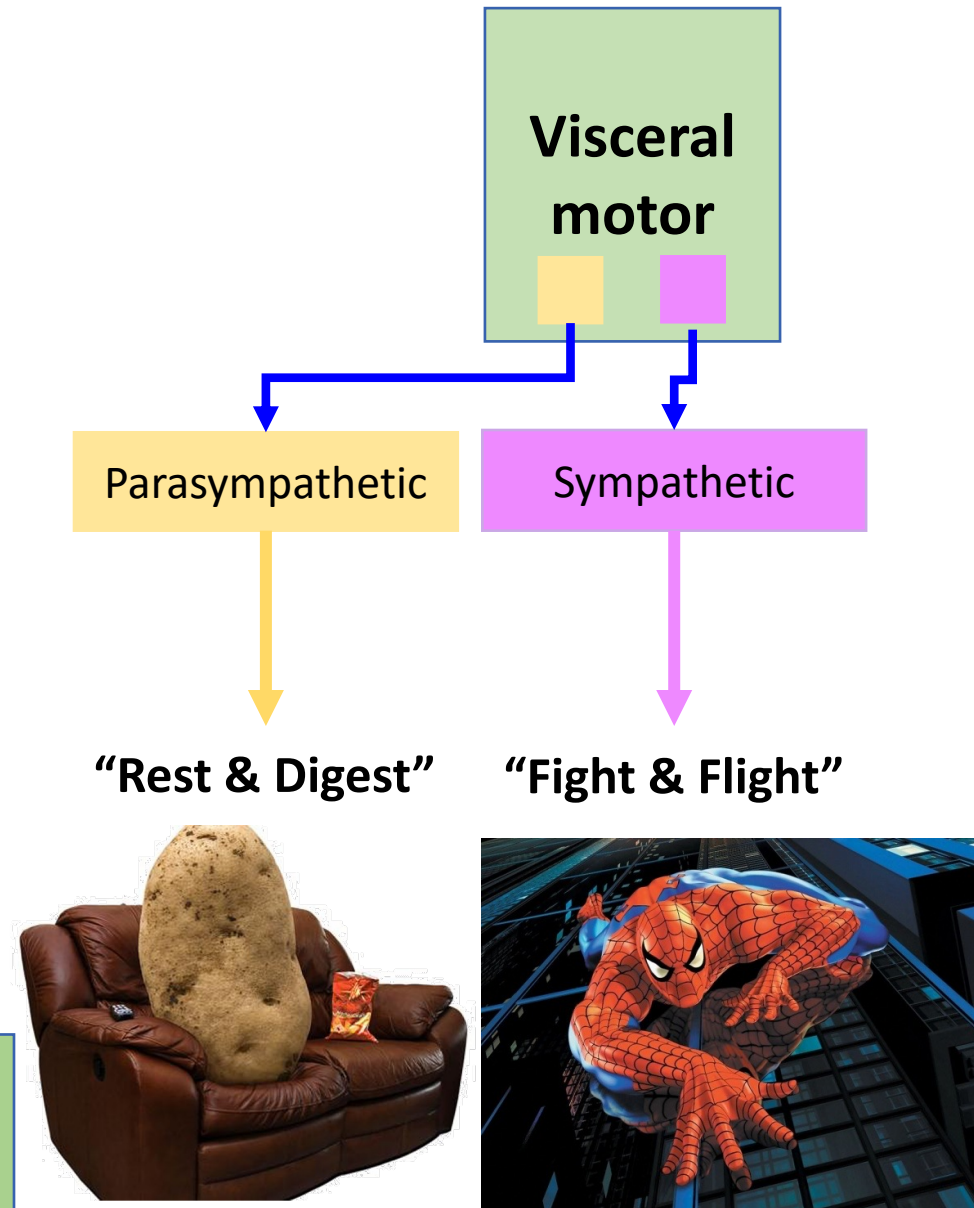 Visceral
motor
Parasympathetic
Sympathetic
“Rest & Digest”
“Fight & Flight”